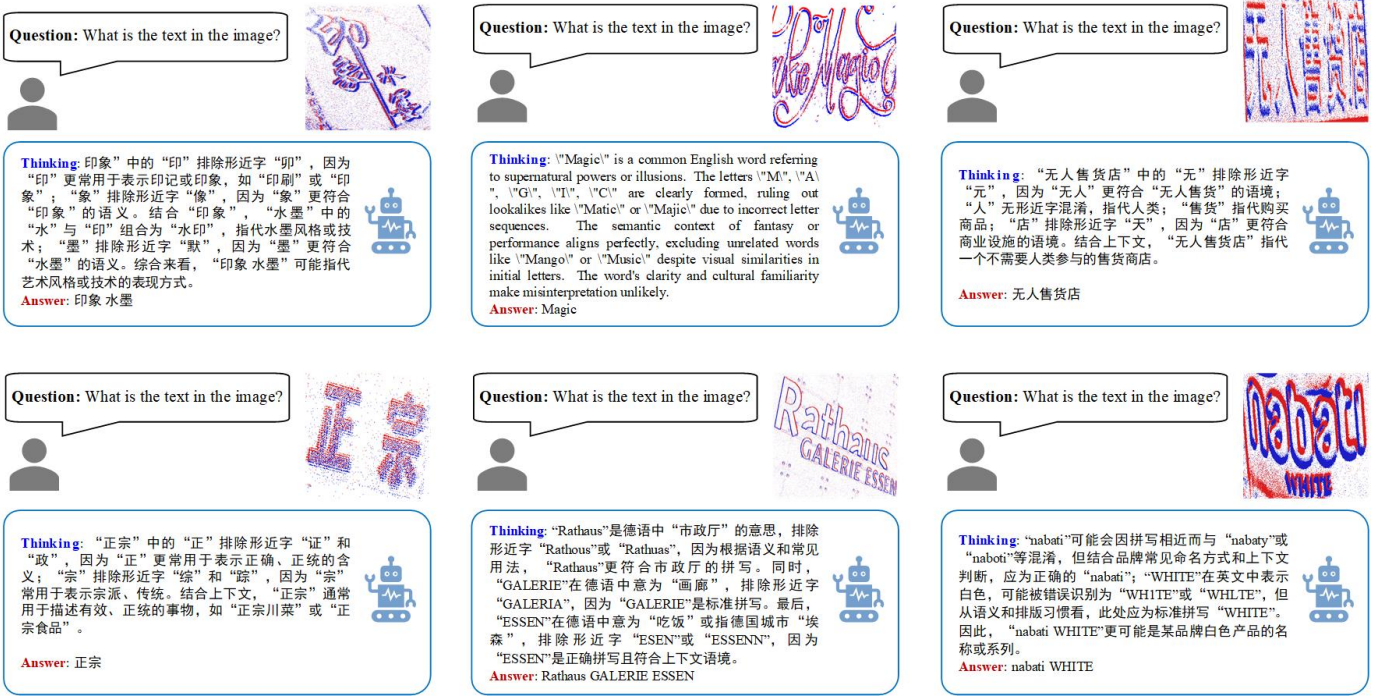 Question: What is the text in the image?
印象 水墨
Thinking: 印象”中的“印”排除形近字“卯”，因为
“印”更常用于表示印记或印象，如“印刷”或“印
象”；“象”排除形近字“像”，因为“象”更符合
“印象”的语义。结合“印象”，“水墨”中的
“水”与“印”组合为“水印”，指代水墨风格或技
术；“墨”排除形近字“默”，因为“墨”更符合
“水墨”的语义。综合来看，“印象 水墨”可能指代
艺术风格或技术的表现方式。
Answer: 印象 水墨
Question: What is the text in the image?
ke Magic
Thinking: \"Magic\" is a common English word referring
to supernatural powers or illusions. The letters \"M\", \"A\
", \"G\", \"I\", \"C\" are clearly formed, ruling out
lookalikes like \"Matic\" or \"Majic\" due to incorrect letter
sequences. The semantic context of fantasy or
performance aligns perfectly, excluding unrelated words
like \"Mango\" or \"Music\" despite visual similarities in
initial letters. The word's clarity and cultural familiarity
make misinterpretation unlikely.
Answer: Magic
Question: What is the text in the image?
无人售货店
Thinking: “无人售货店”中的“无”排除形近字
“元”，因为“无人”更符合“无人售货”的语境；
“人”无形近字混淆，指代人类；“售货”指代购买
商品；“店”排除形近字“天”，因为“店”更符合
商业设施的语境。结合上下文，“无人售货店”指代
一个不需要人类参与的售货商店。
Answer: 无人售货店
Question: What is the text in the image?
正宗
Thinking: “正宗”中的“正”排除形近字“证”和
“政”，因为“正”更常用于表示正确、正统的含
义；“宗”排除形近字“综”和“踪”，因为“宗”
常用于表示宗派、传统。结合上下文，“正宗”通常
用于描述有效、正统的事物，如“正宗川菜”或“正
宗食品”。
Answer: 正宗
Question: What is the text in the image?
Rathaus
GALERIE ESSEN
Thinking: “Rathaus”是德语中“市政厅”的意思，排除
形近字“Rathous”或“Rathuas”，因为根据语义和常见
用法，“Rathaus”更符合市政厅的拼写。同时，
“GALERIE”在德语中意为“画廊”，排除形近字
“GALERIA”，因为“GALERIE”是标准拼写。最后，
“ESSEN”在德语中意为“吃饭”或指德国城市“埃
森”，排除形近字“ESEN”或“ESSENN”，因为
“ESSEN”是正确拼写且符合上下文语境。
Answer: Rathaus GALERIE ESSEN
Question: What is the text in the image?
nabati
WHITE
Thinking: “nabati”可能会因拼写相近而与“nabaty”或
“naboti”等混淆，但结合品牌常见命名方式和上下文
判断，应为正确的“nabati”；“WHITE”在英文中表示
白色，可能被错误识别为“WH1TE”或“WHLTE”，但
从语义和排版习惯看，此处应为标准拼写“WHITE”。
因此，“nabati WHITE”更可能是某品牌白色产品的名
称或系列。
Answer: nabati WHITE